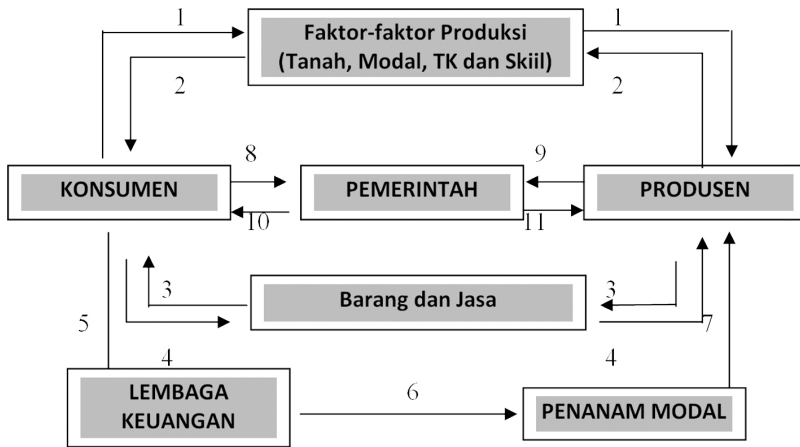 1
Faktor-faktor Produksi
(Tanah, Modal, TK dan Skiil)
1
2
2
8
9
KONSUMEN
PEMERINTAH
PRODUSEN
10
11
3
Barang dan Jasa
3
5
7
4
4
LEMBAGA
KEUANGAN
6
PENANAM MODAL